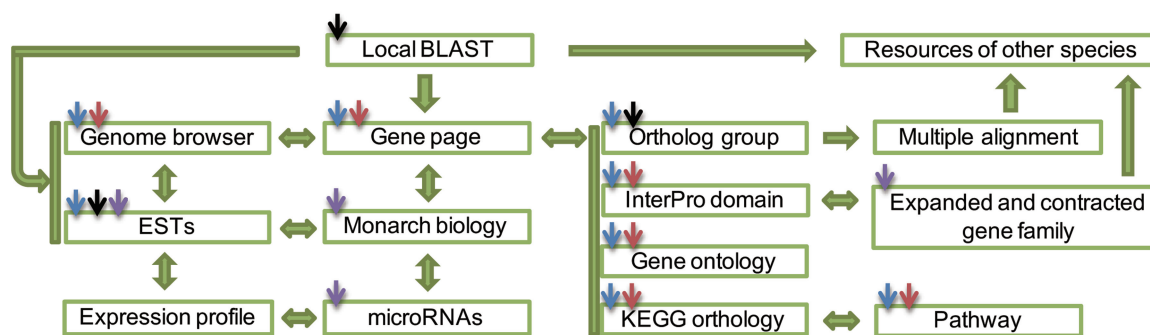 Local BLAST
Resources of other species
Genome browser
Gene page
Ortholog group
Multiple alignment
InterPro domain
Expanded and contracted
gene family
ESTs
Monarch biology
Gene ontology
Expression profile
microRNAs
KEGG orthology
Pathway